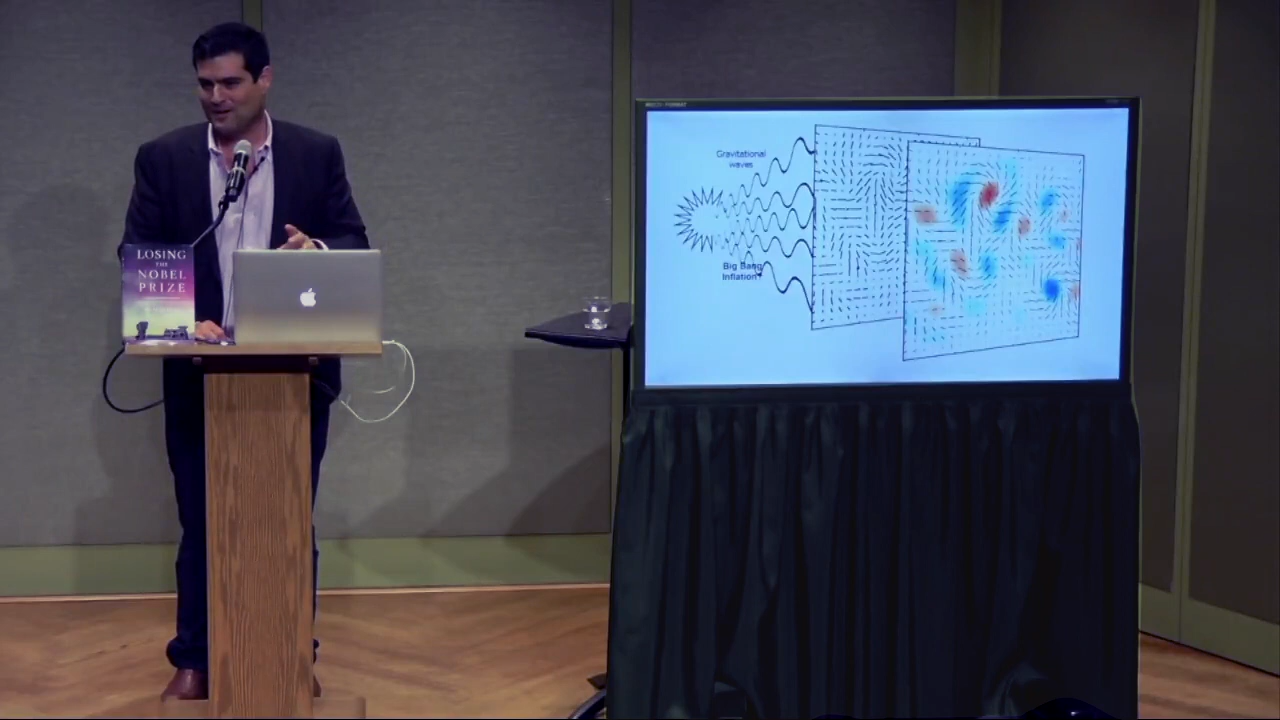 LOSING
THE
NOBEL
PRIZE
Gravitational
waves
Big Bang
Inflation?